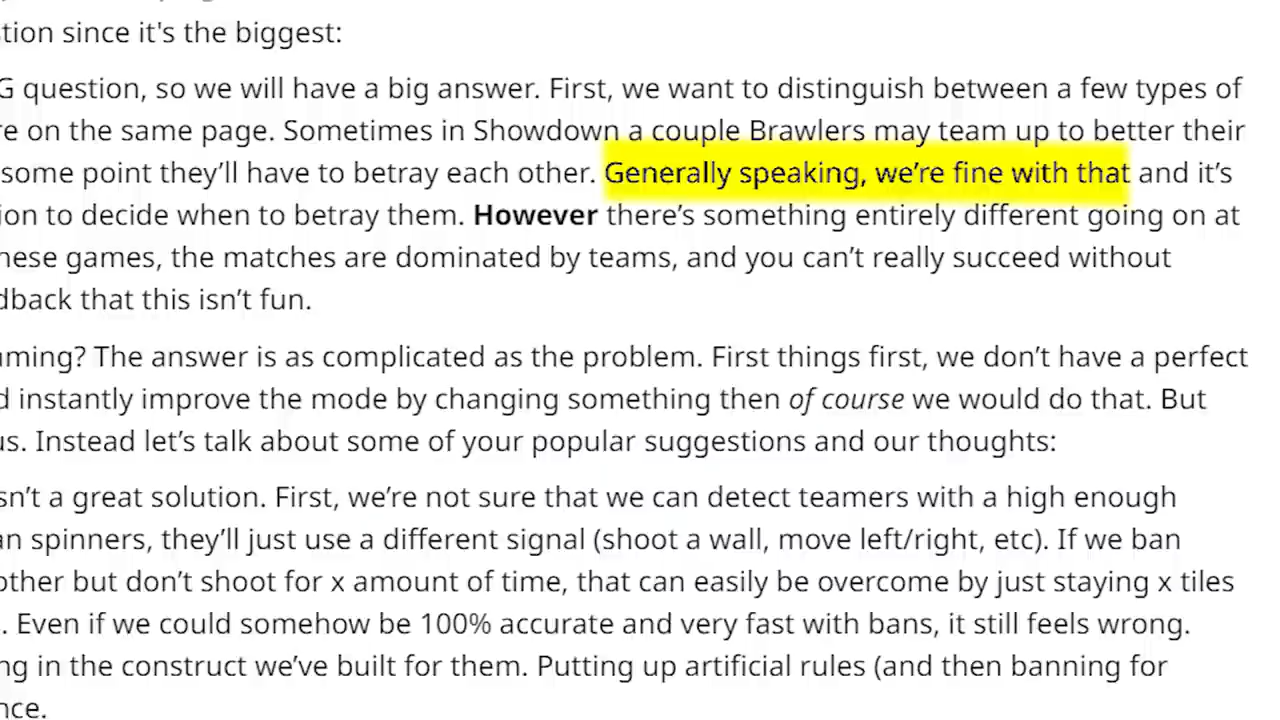 tion since it's the biggest:
G question, so we will have a big answer. First, we want to distinguish between a few types of
re on the same page. Sometimes in Showdown a couple Brawlers may team up to better their
some point they’ll have to betray each other. Generally speaking, we’re fine with that and it’s
ion to decide when to betray them. However there’s something entirely different going on at
hese games, the matches are dominated by teams, and you can’t really succeed without
dback that this isn’t fun.
ming? The answer is as complicated as the problem. First things first, we don’t have a perfect
d instantly improve the mode by changing something then of course we would do that. But
us. Instead let’s talk about some of your popular suggestions and our thoughts:
sn’t a great solution. First, we’re not sure that we can detect teamers with a high enough
an spinners, they’ll just use a different signal (shoot a wall, move left/right, etc). If we ban
other but don’t shoot for x amount of time, that can easily be overcome by just staying x tiles
. Even if we could somehow be 100% accurate and very fast with bans, it still feels wrong.
ng in the construct we’ve built for them. Putting up artificial rules (and then banning for
nce.